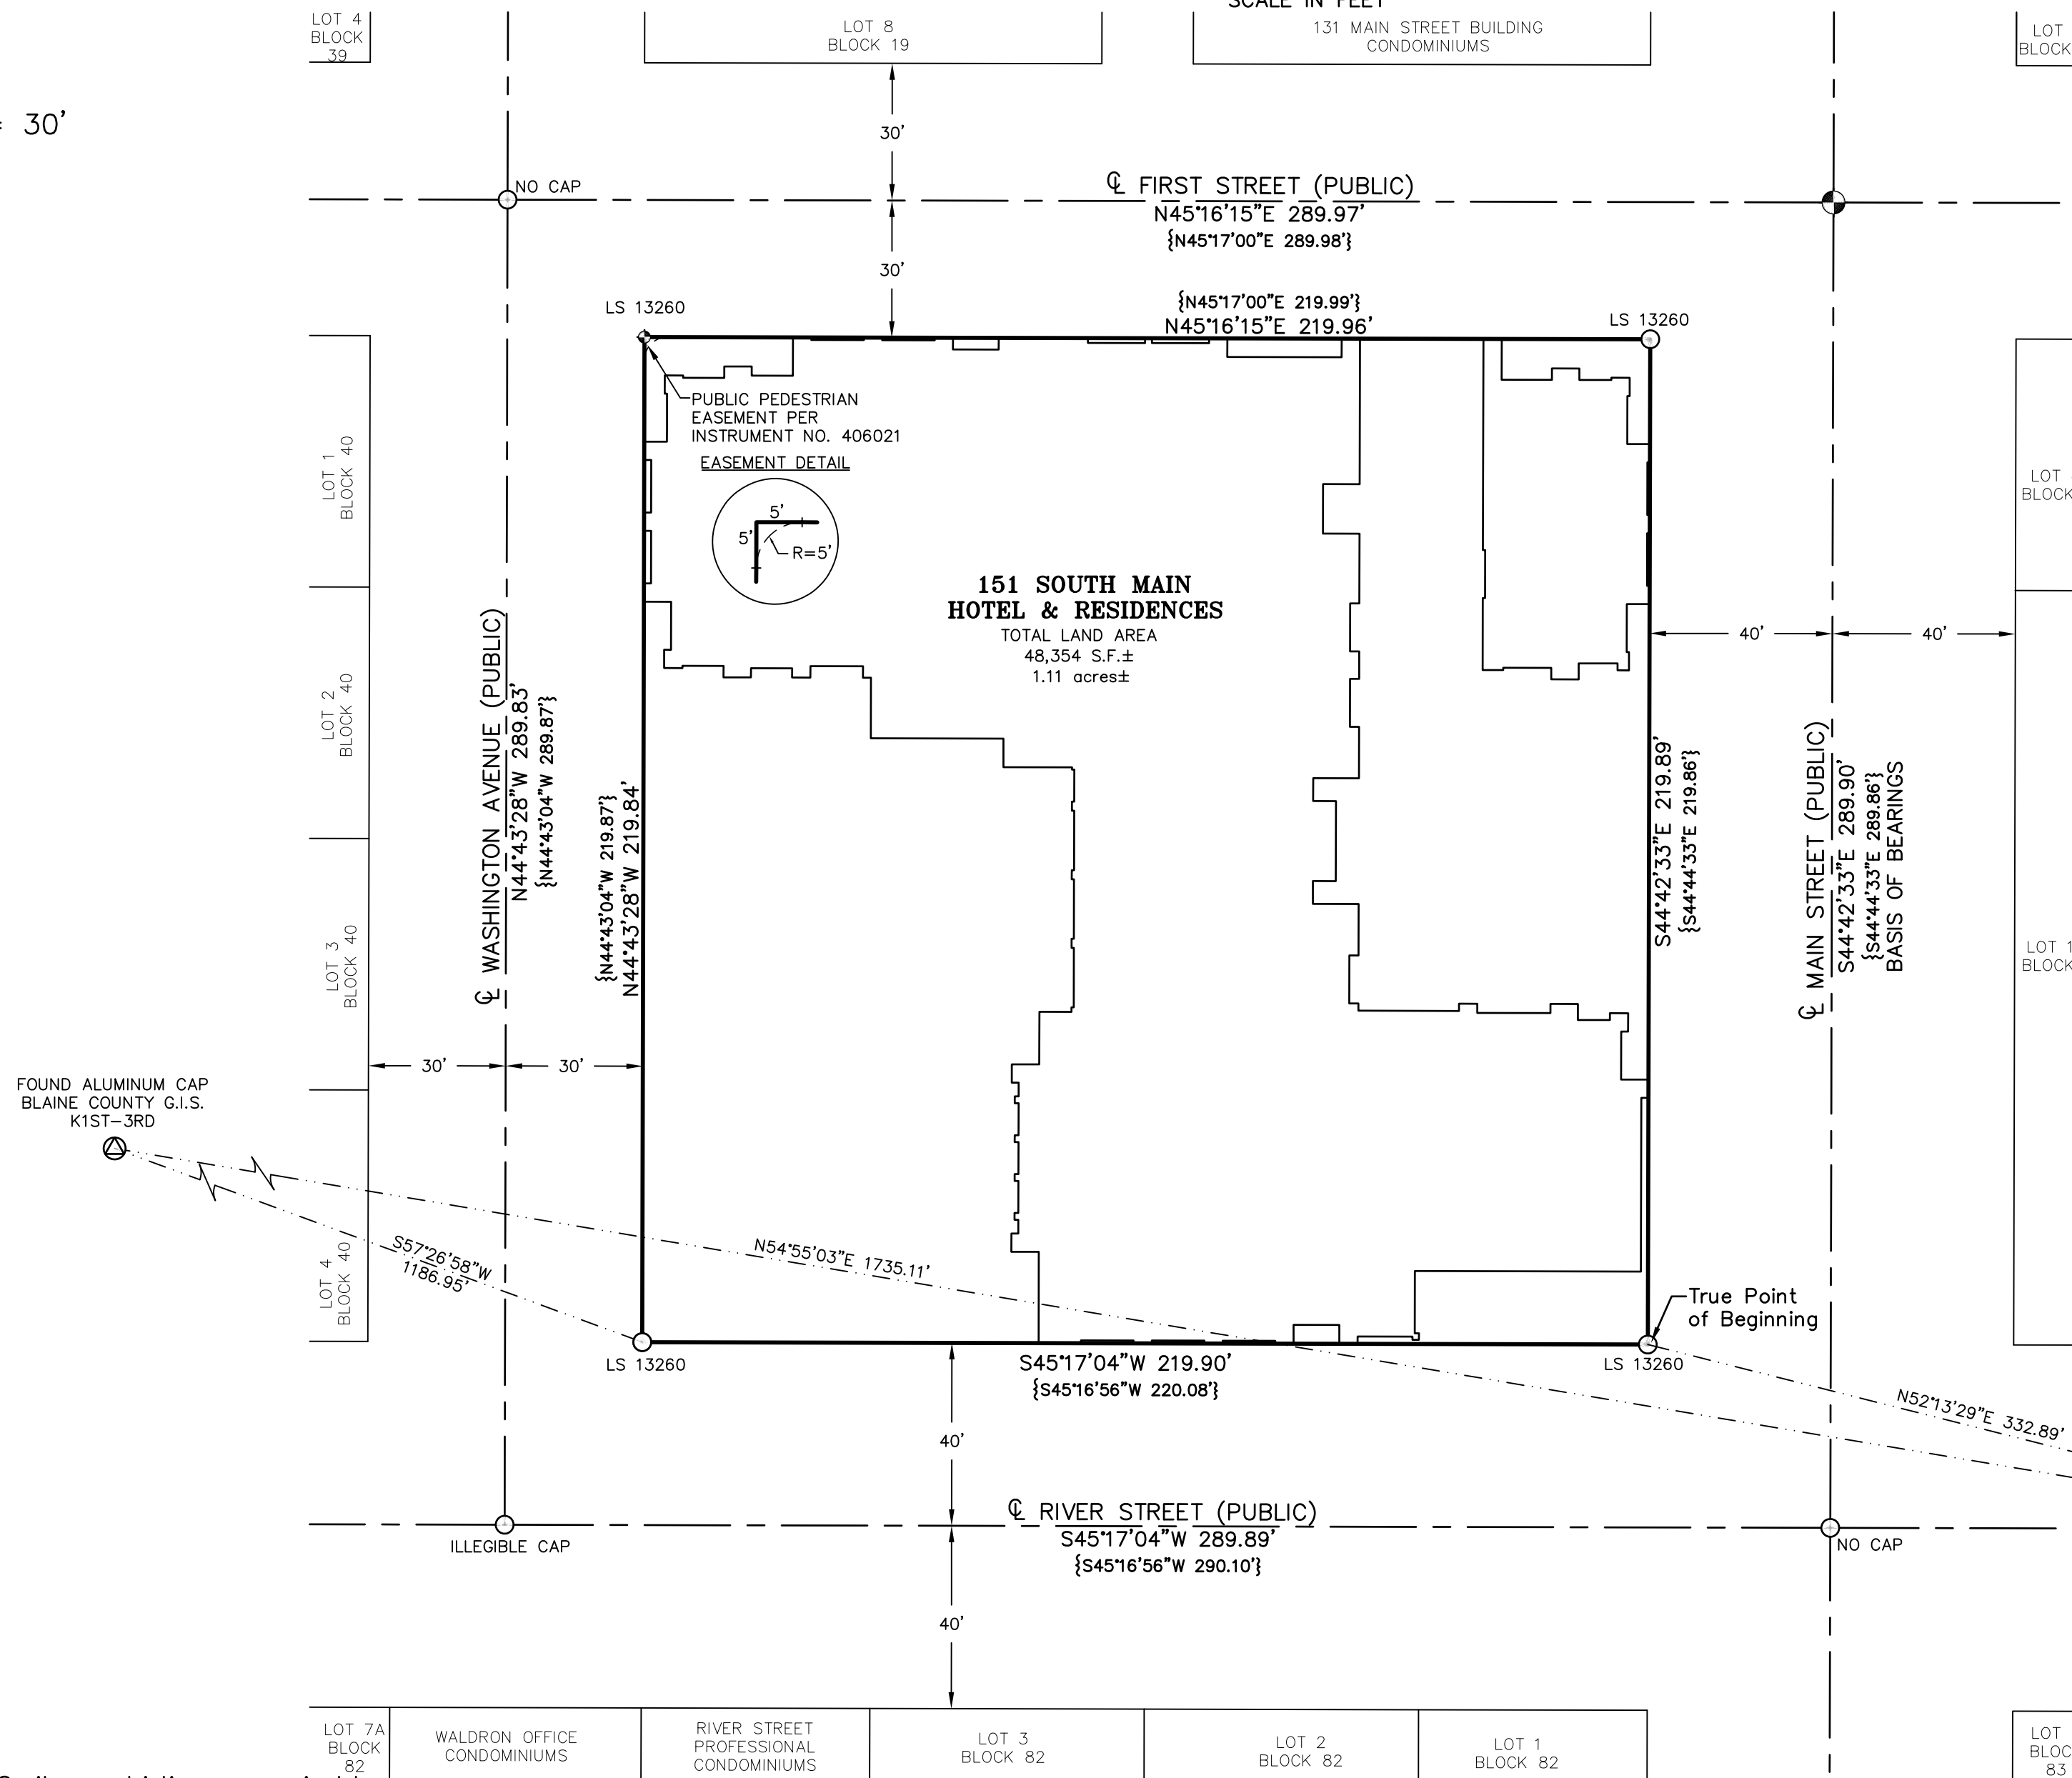 SCALE IN FEET
LOT 4
BLOCK
39
LOT 8
BLOCK 19
131 MAIN STREET BUILDING
CONDOMINIUMS
LOT
BLOCK
= 30'
30'
NO CAP
℄ FIRST STREET (PUBLIC)
N45°16'15"E 289.97'
{N45°17'00"E 289.98'}
30'
LS 13260
{N45°17'00"E 219.99'}
N45°16'15"E 219.96'
LS 13260
PUBLIC PEDESTRIAN
EASEMENT PER
INSTRUMENT NO. 406021
EASEMENT DETAIL
5'
5'
R=5'
LOT 1
BLOCK 40
LOT
BLOCK
151 SOUTH MAIN
HOTEL & RESIDENCES
TOTAL LAND AREA
48,354 S.F.±
1.11 acres±
40'
40'
LOT 2
BLOCK 40
℄ WASHINGTON AVENUE (PUBLIC)
N44°43'28"W 289.83'
{N44°43'04"W 289.87'}
{N44°43'04"W 219.87'}
N44°43'28"W 219.84'
S44°42'33"E 219.89'
{S44°44'33"E 219.86'}
℄ MAIN STREET (PUBLIC)
S44°42'33"E 289.90'
{S44°44'33"E 289.86'}
BASIS OF BEARINGS
LOT 3
BLOCK 40
LOT 1
BLOCK
30'
30'
FOUND ALUMINUM CAP
BLAINE COUNTY G.I.S.
K1ST-3RD
LOT 4
BLOCK 40
S57°26'58"W
1186.95'
N54°55'03"E 1735.11'
True Point
of Beginning
LS 13260
S45°17'04"W 219.90'
{S45°16'56"W 220.08'}
LS 13260
N52°13'29"E 332.89'
40'
℄ RIVER STREET (PUBLIC)
S45°17'04"W 289.89'
{S45°16'56"W 290.10'}
ILLEGIBLE CAP
NO CAP
40'
LOT 7A
BLOCK
82
WALDRON OFFICE
CONDOMINIUMS
RIVER STREET
PROFESSIONAL
CONDOMINIUMS
LOT 3
BLOCK 82
LOT 2
BLOCK 82
LOT 1
BLOCK 82
LOT
BLOC
83